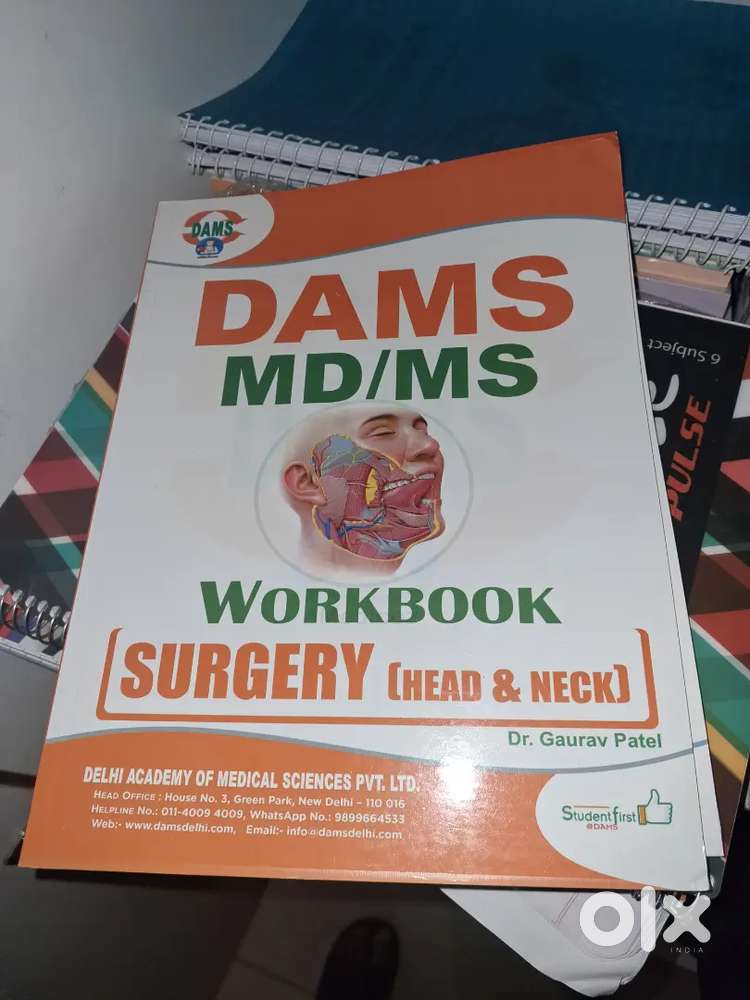 DAMS
DAMS
MD/MS
WORKBOOK
SURGERY (HEAD & NECK)
Dr. Gaurav Patel
DELHI ACADEMY OF MEDICAL SCIENCES PVT. LTD.
HEAD OFFICE : House No. 3, Green Park, New Delhi – 110 016
HELPLINE No.: 011-4009 4009, WhatsApp No.: 9899664533
Web:- www.damsdelhi.com, Email:- info@damsdelhi.com
Student first
@DAMS
6 Subject
PULSE
olx
INDIA